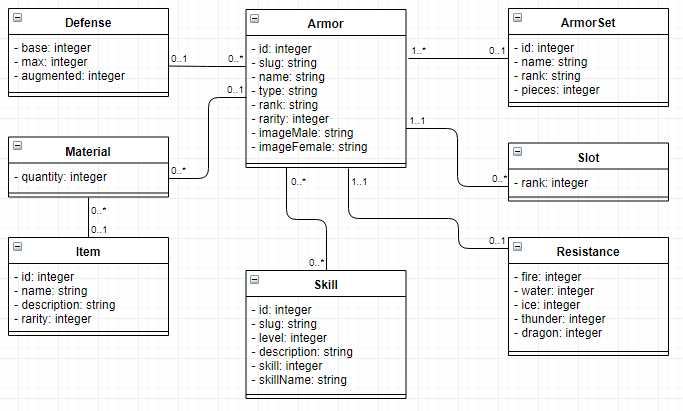 Defense
- base: integer
- max: integer
- augmented: integer
0..1
0..*
Armor
- id: integer
- slug: string
- name: string
- type: string
- rank: string
- rarity: integer
- imageMale: string
- imageFemale: string
1..*
0..1
ArmorSet
- id: integer
- name: string
- rank: string
- pieces: integer
0..1
0..*
Material
- quantity: integer
1..1
0..*
Slot
- rank: integer
0..*
0..1
Item
- id: integer
- name: string
- description: string
- rarity: integer
0..*
0..*
Skill
- id: integer
- slug: string
- level: integer
- description: string
- skill: integer
- skillName: string
1..1
0..1
Resistance
- fire: integer
- water: integer
- ice: integer
- thunder: integer
- dragon: integer